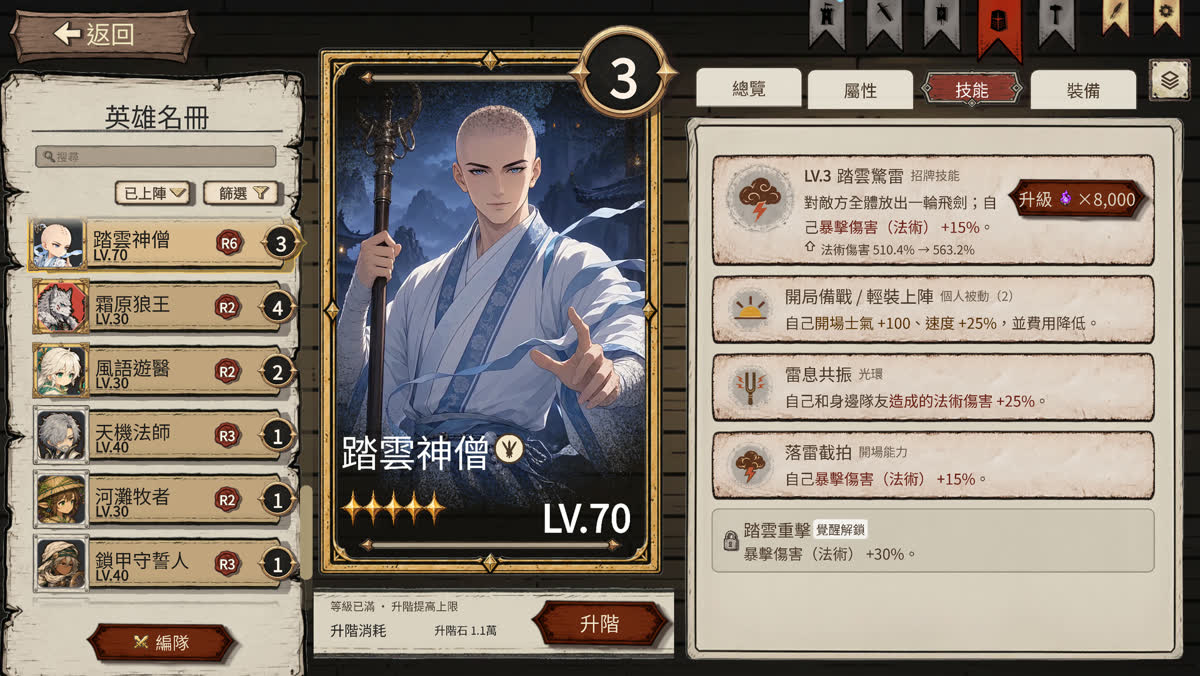 返回
英雄名冊
搜尋
已上陣
篩選
踏雲神僧
LV.70
R6
3
霜原狼王
LV.30
R2
4
風語遊醫
LV.30
R2
2
天機法師
LV.40
R3
1
河灘牧者
LV.30
R2
1
鎖甲守誓人
LV.40
R3
1
編隊
3
踏雲神僧
LV.70
等級已滿 · 升階提高上限
升階消耗 升階石 1.1萬
升階
總覽
屬性
技能
裝備
LV.3 踏雲驚雷 招牌技能
對敵方全體放出一輪飛劍；自
己暴擊傷害（法術） +15%。
法術傷害 510.4% → 563.2%
升級 ×8,000
開局備戰 / 輕裝上陣 個人被動（2）
自己開場士氣 +100、速度 +25%，並費用降低。
雷息共振 光環
自己和身邊隊友造成的法術傷害 +25%。
落雷截拍 開場能力
自己暴擊傷害（法術） +15%。
踏雲重擊 覺醒解鎖
暴擊傷害（法術） +30%。